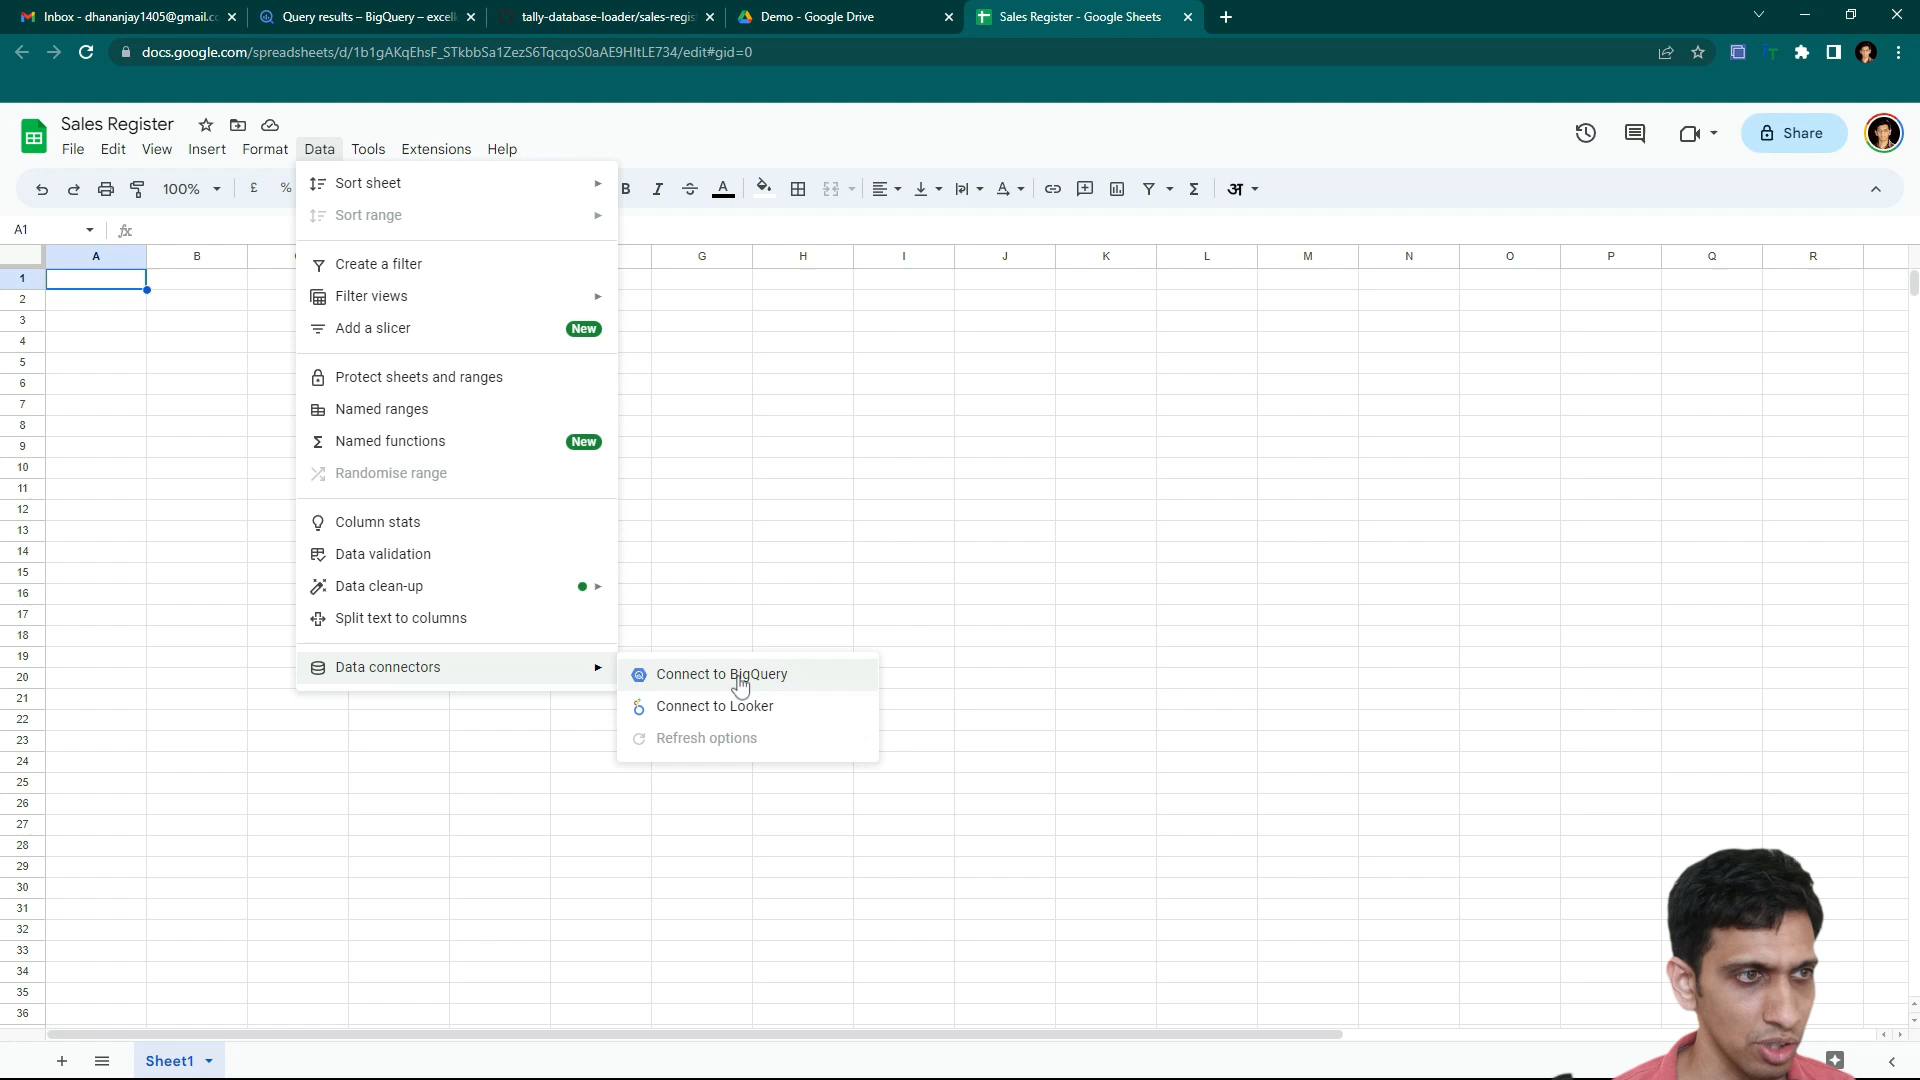 Inbox - dhananjay1405@gmail.co
Query results – BigQuery – excell
tally-database-loader/sales-regis
Demo - Google Drive
Sales Register - Google Sheets
docs.google.com/spreadsheets/d/1b1gAKqEhsF_STkbbSa1ZezS6TqcqoS0aAE9HItLE734/edit#gid=0
Sales Register
File Edit View Insert Format Data Tools Extensions Help
Share
100% £ % B I A अ
A1 fx
A B G H I J K L M N O P Q R
Sort sheet
Sort range
Create a filter
Filter views
Add a slicer New
Protect sheets and ranges
Named ranges
Named functions New
Randomise range
Column stats
Data validation
Data clean-up
Split text to columns
Data connectors
Connect to BigQuery
Connect to Looker
Refresh options
1
2
3
4
5
6
7
8
9
10
11
12
13
14
15
16
17
18
19
20
21
22
23
24
25
26
27
28
29
30
31
32
33
34
35
36
Sheet1